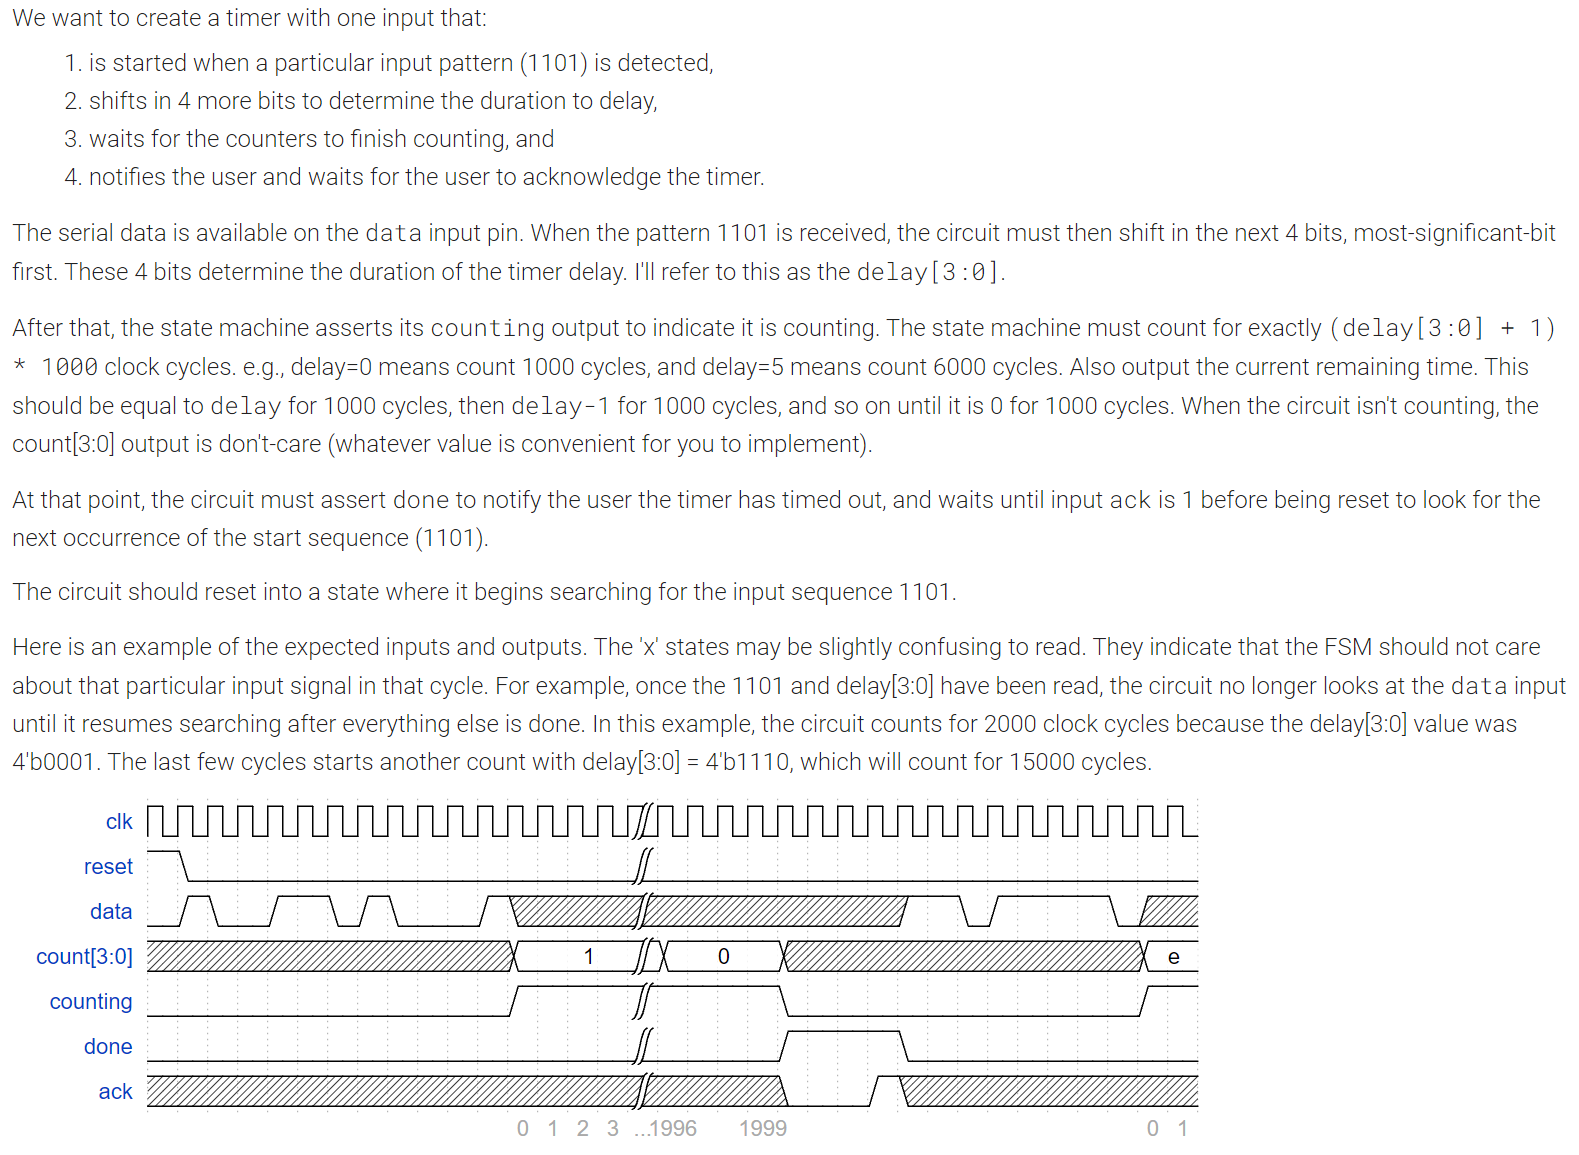 We want to create a timer with one input that:
1. is started when a particular input pattern (1101) is detected,
2. shifts in 4 more bits to determine the duration to delay,
3. waits for the counters to finish counting, and
4. notifies the user and waits for the user to acknowledge the timer.
The serial data is available on the data input pin. When the pattern 1101 is received, the circuit must then shift in the next 4 bits, most-significant-bit
first. These 4 bits determine the duration of the timer delay. I'll refer to this as the delay[3:0].
After that, the state machine asserts its counting output to indicate it is counting. The state machine must count for exactly (delay[3:0] + 1)
* 1000 clock cycles. e.g., delay=0 means count 1000 cycles, and delay=5 means count 6000 cycles. Also output the current remaining time. This
should be equal to delay for 1000 cycles, then delay-1 for 1000 cycles, and so on until it is 0 for 1000 cycles. When the circuit isn't counting, the
count[3:0] output is don't-care (whatever value is convenient for you to implement).
At that point, the circuit must assert done to notify the user the timer has timed out, and waits until input ack is 1 before being reset to look for the
next occurrence of the start sequence (1101).
The circuit should reset into a state where it begins searching for the input sequence 1101.
Here is an example of the expected inputs and outputs. The 'x' states may be slightly confusing to read. They indicate that the FSM should not care
about that particular input signal in that cycle. For example, once the 1101 and delay[3:0] have been read, the circuit no longer looks at the data input
until it resumes searching after everything else is done. In this example, the circuit counts for 2000 clock cycles because the delay[3:0] value was
4'b0001. The last few cycles starts another count with delay[3:0] = 4'b1110, which will count for 15000 cycles.
clk
reset
data
count[3:0] 1 0 e
counting
done
ack
0 1 2 3 ...1996 1999 0 1